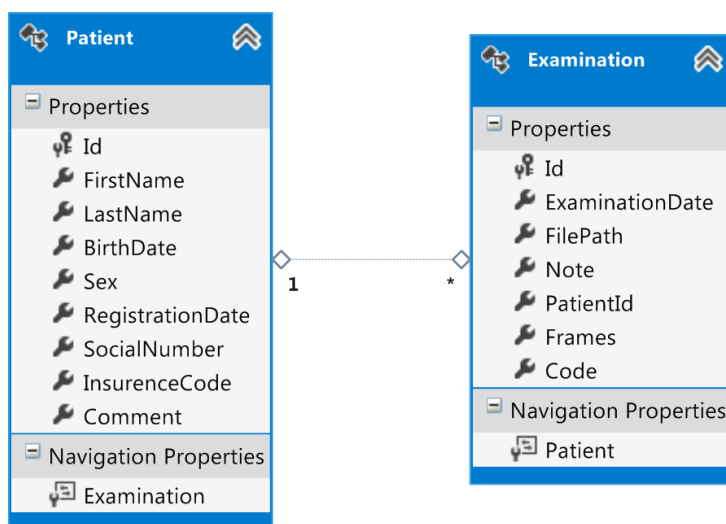 Patient
Properties
Id
FirstName
LastName
BirthDate
Sex
RegistrationDate
SocialNumber
InsurenceCode
Comment
Navigation Properties
Examination
1
*
Examination
Properties
Id
ExaminationDate
FilePath
Note
PatientId
Frames
Code
Navigation Properties
Patient